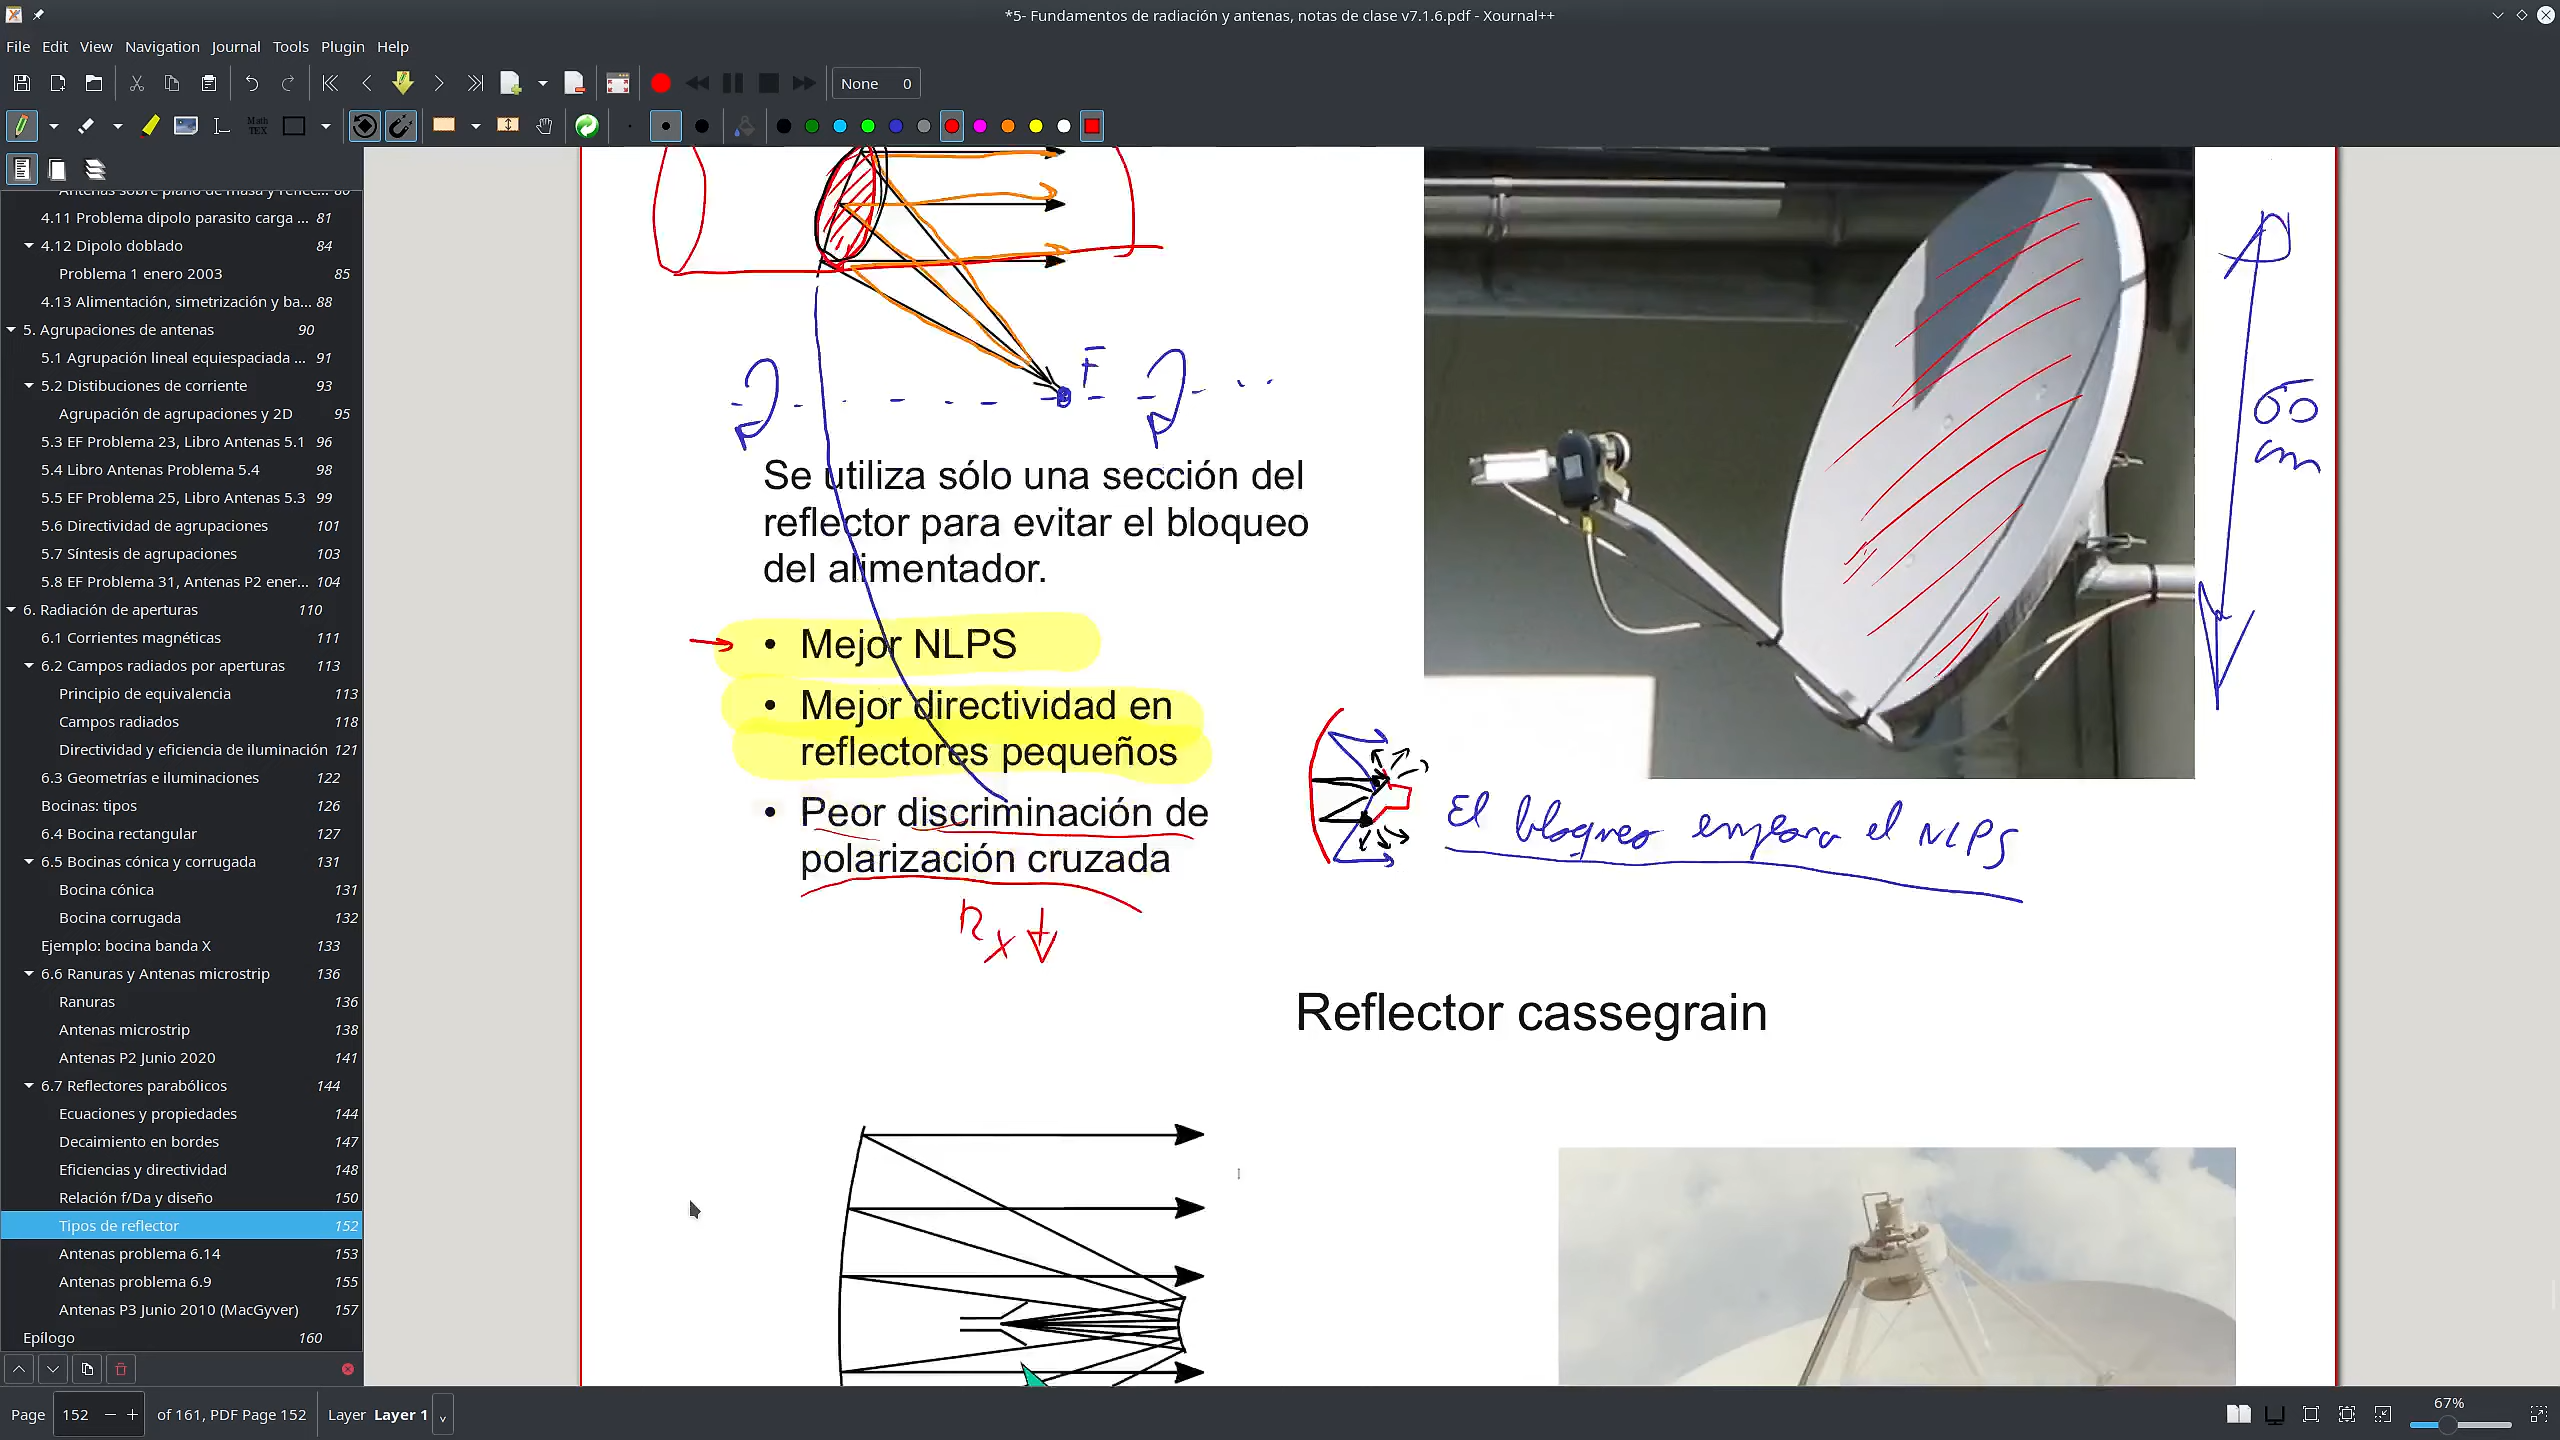 *5- Fundamentos de radiación y antenas, notas de clase v7.1.6.pdf - Xournal++
File Edit View Navigation Journal Tools Plugin Help
None 0
Math TEX
Antenas sobre plano de masa y reflec... 80
4.11 Problema dipolo parasito carga ... 81
4.12 Dipolo doblado 84
Problema 1 enero 2003 85
4.13 Alimentación, simetrización y ba... 88
5. Agrupaciones de antenas 90
5.1 Agrupación lineal equiespaciada ... 91
5.2 Distibuciones de corriente 93
Agrupación de agrupaciones y 2D 95
5.3 EF Problema 23, Libro Antenas 5.1 96
5.4 Libro Antenas Problema 5.4 98
5.5 EF Problema 25, Libro Antenas 5.3 99
5.6 Directividad de agrupaciones 101
5.7 Síntesis de agrupaciones 103
5.8 EF Problema 31, Antenas P2 ener... 104
6. Radiación de aperturas 110
6.1 Corrientes magnéticas 111
6.2 Campos radiados por aperturas 113
Principio de equivalencia 113
Campos radiados 118
Directividad y eficiencia de iluminación 121
6.3 Geometrías e iluminaciones 122
Bocinas: tipos 126
6.4 Bocina rectangular 127
6.5 Bocinas cónica y corrugada 131
Bocina cónica 131
Bocina corrugada 132
Ejemplo: bocina banda X 133
6.6 Ranuras y Antenas microstrip 136
Ranuras 136
Antenas microstrip 138
Antenas P2 Junio 2020 141
6.7 Reflectores parabólicos 144
Ecuaciones y propiedades 144
Decaimiento en bordes 147
Eficiencias y directividad 148
Relación f/Da y diseño 150
Tipos de reflector 152
Antenas problema 6.14 153
Antenas problema 6.9 155
Antenas P3 Junio 2010 (MacGyver) 157
Epílogo 160
F
Se utiliza sólo una sección del
reflector para evitar el bloqueo
del alimentador.
• Mejor NLPS
• Mejor directividad en
reflectores pequeños
• Peor discriminación de
polarización cruzada
60
cm
El bloqueo empeora el NLPS
Reflector cassegrain
Page 152 of 161, PDF Page 152 Layer Layer 1
67%